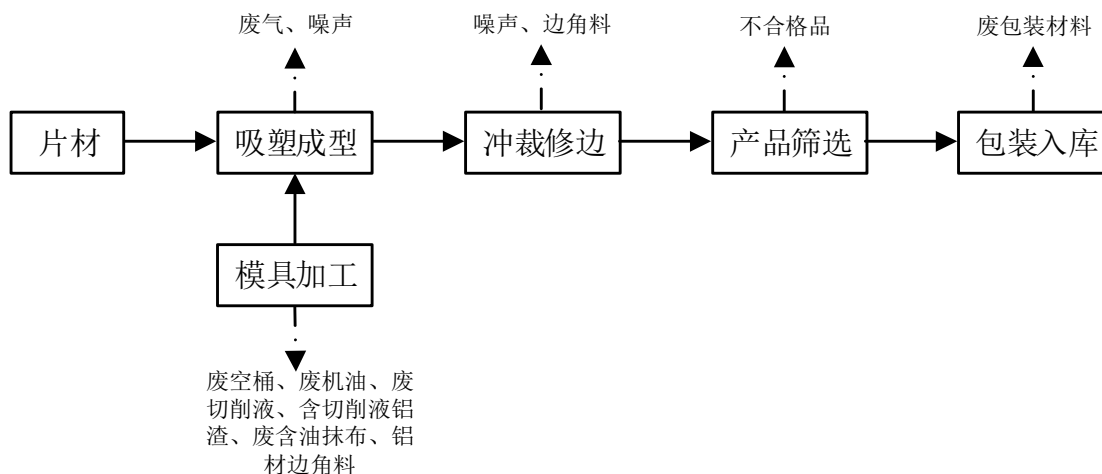 废气、噪声
噪声、边角料
不合格品
废包装材料
片材
吸塑成型
冲裁修边
产品筛选
包装入库
模具加工
废空桶、废机油、废
切削液、含切削液铝
渣、废含油抹布、铝
材边角料